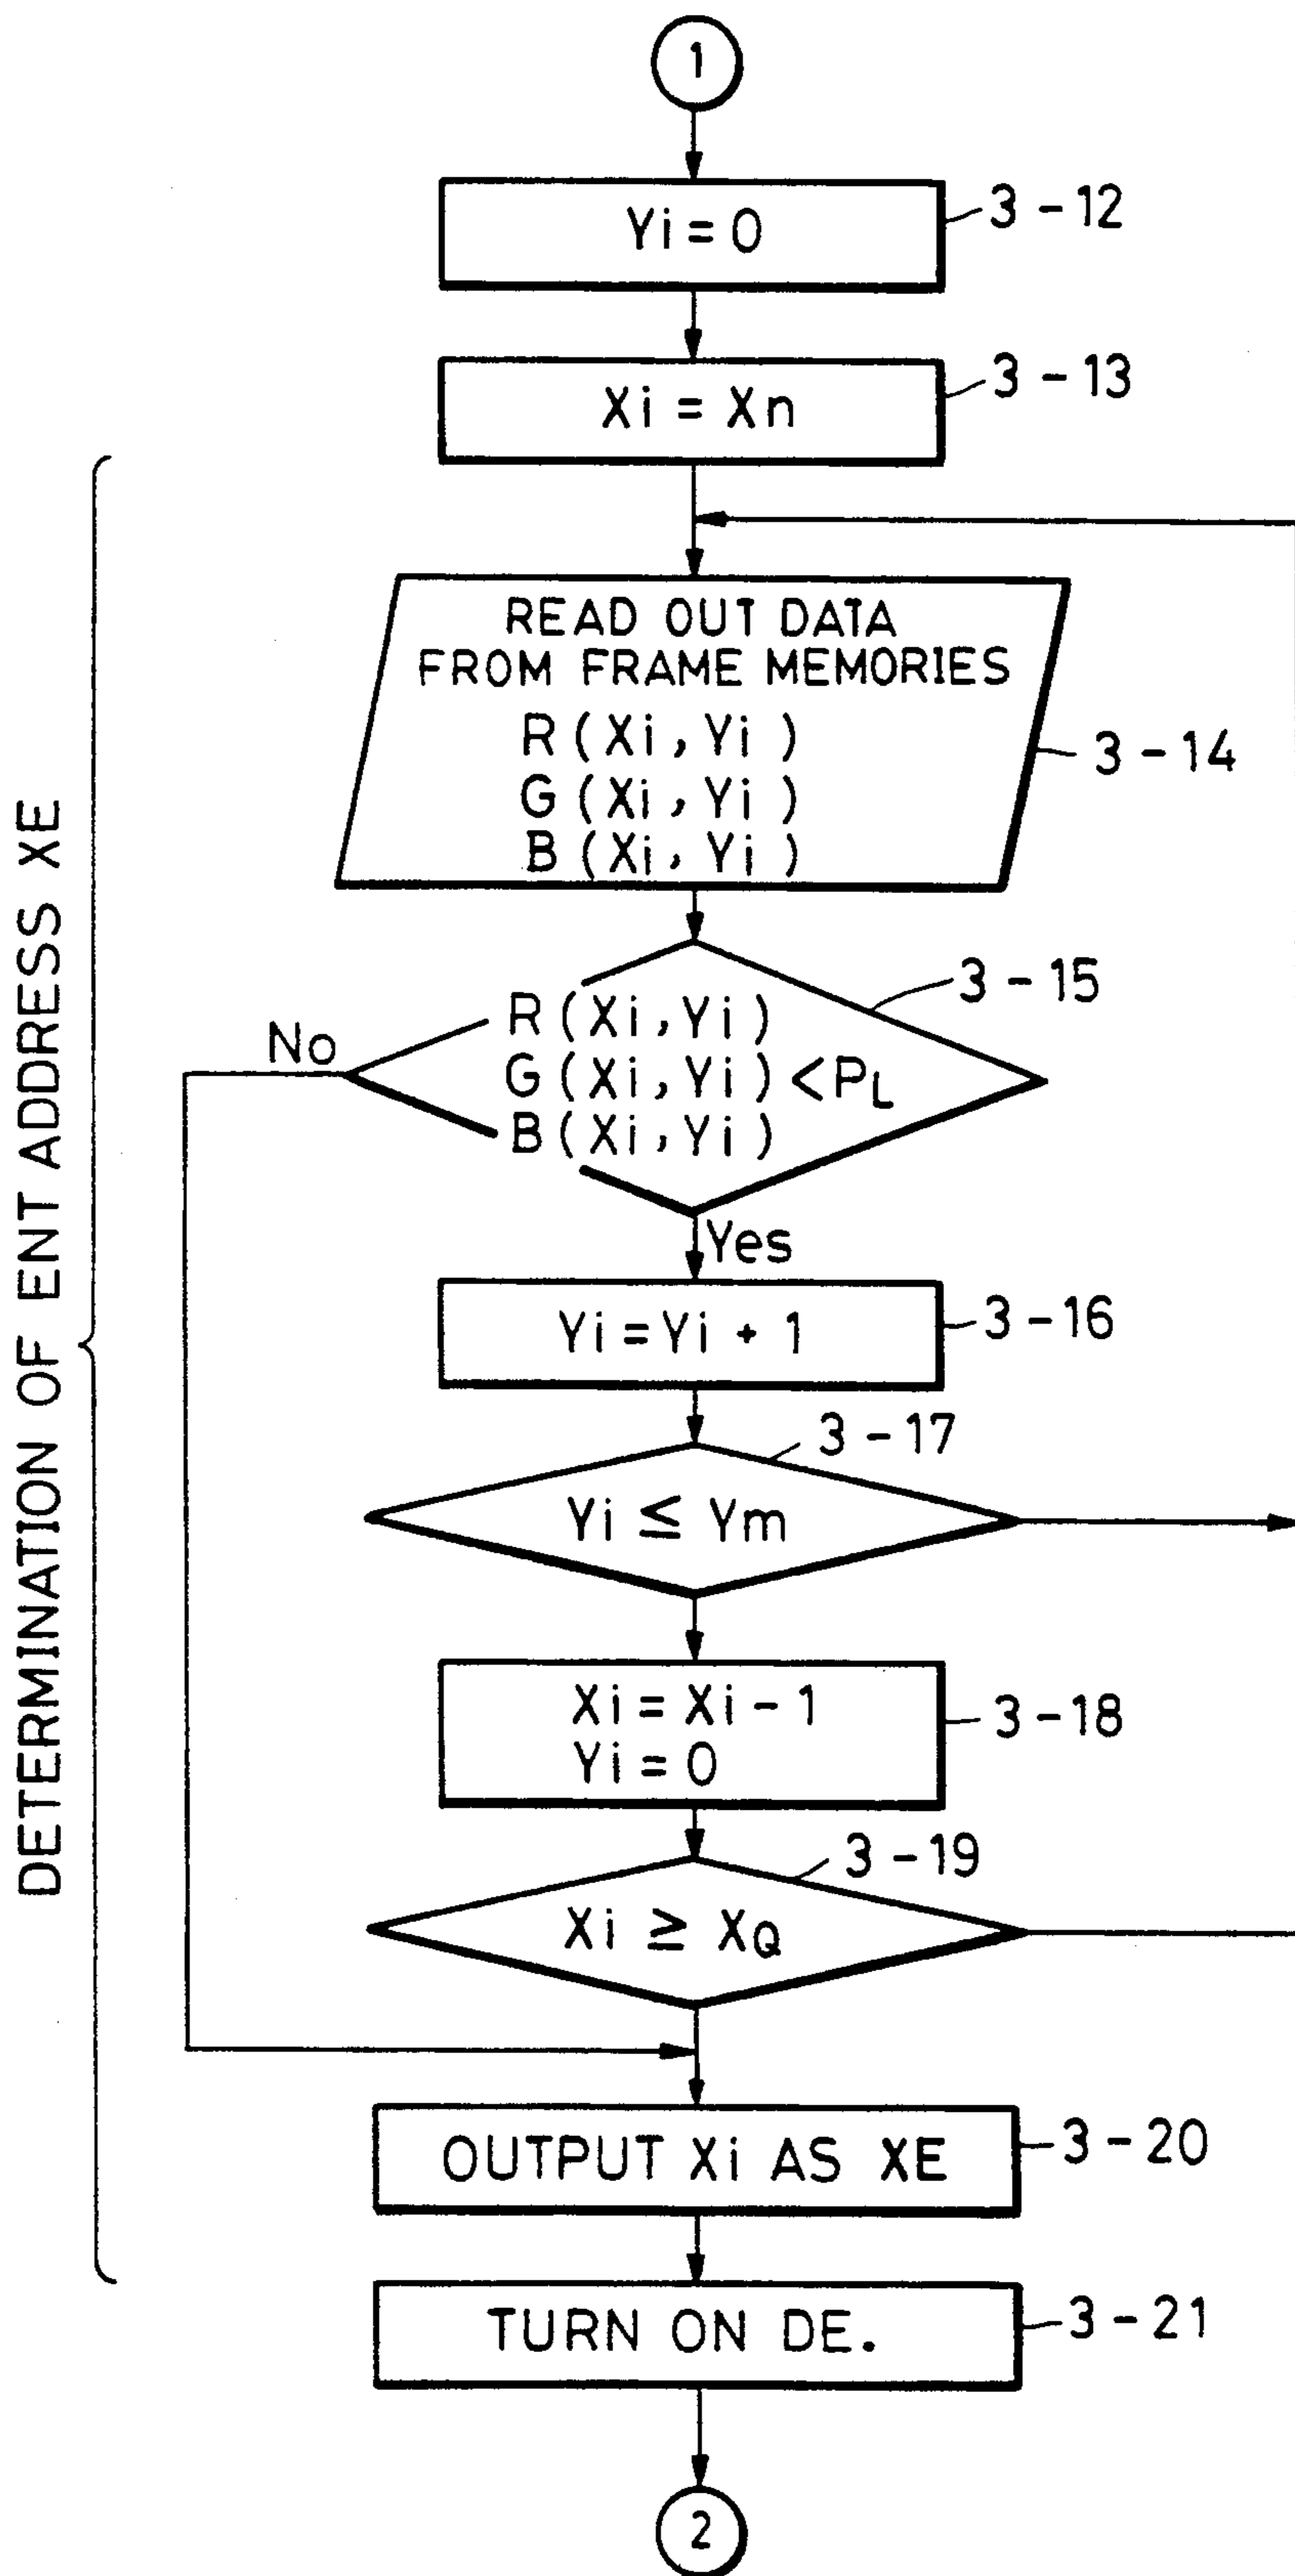 1
Yi = 0
3 - 12
Xi = Xn
3 - 13
READ OUT DATA
FROM FRAME MEMORIES
R ( Xi , Yi )
G ( Xi , Yi )
B ( Xi , Yi )
3 - 14
3 - 15
R ( Xi , Yi )
G ( Xi , Yi ) < PL
B ( Xi , Yi )
No
Yes
Yi = Yi + 1
3 - 16
3 - 17
Yi ≤ Ym
Xi = Xi - 1
Yi = 0
3 - 18
3 - 19
Xi ≥ XQ
OUTPUT Xi AS XE
3 - 20
TURN ON DE.
3 - 21
2
DETERMINATION OF ENT ADDRESS XE